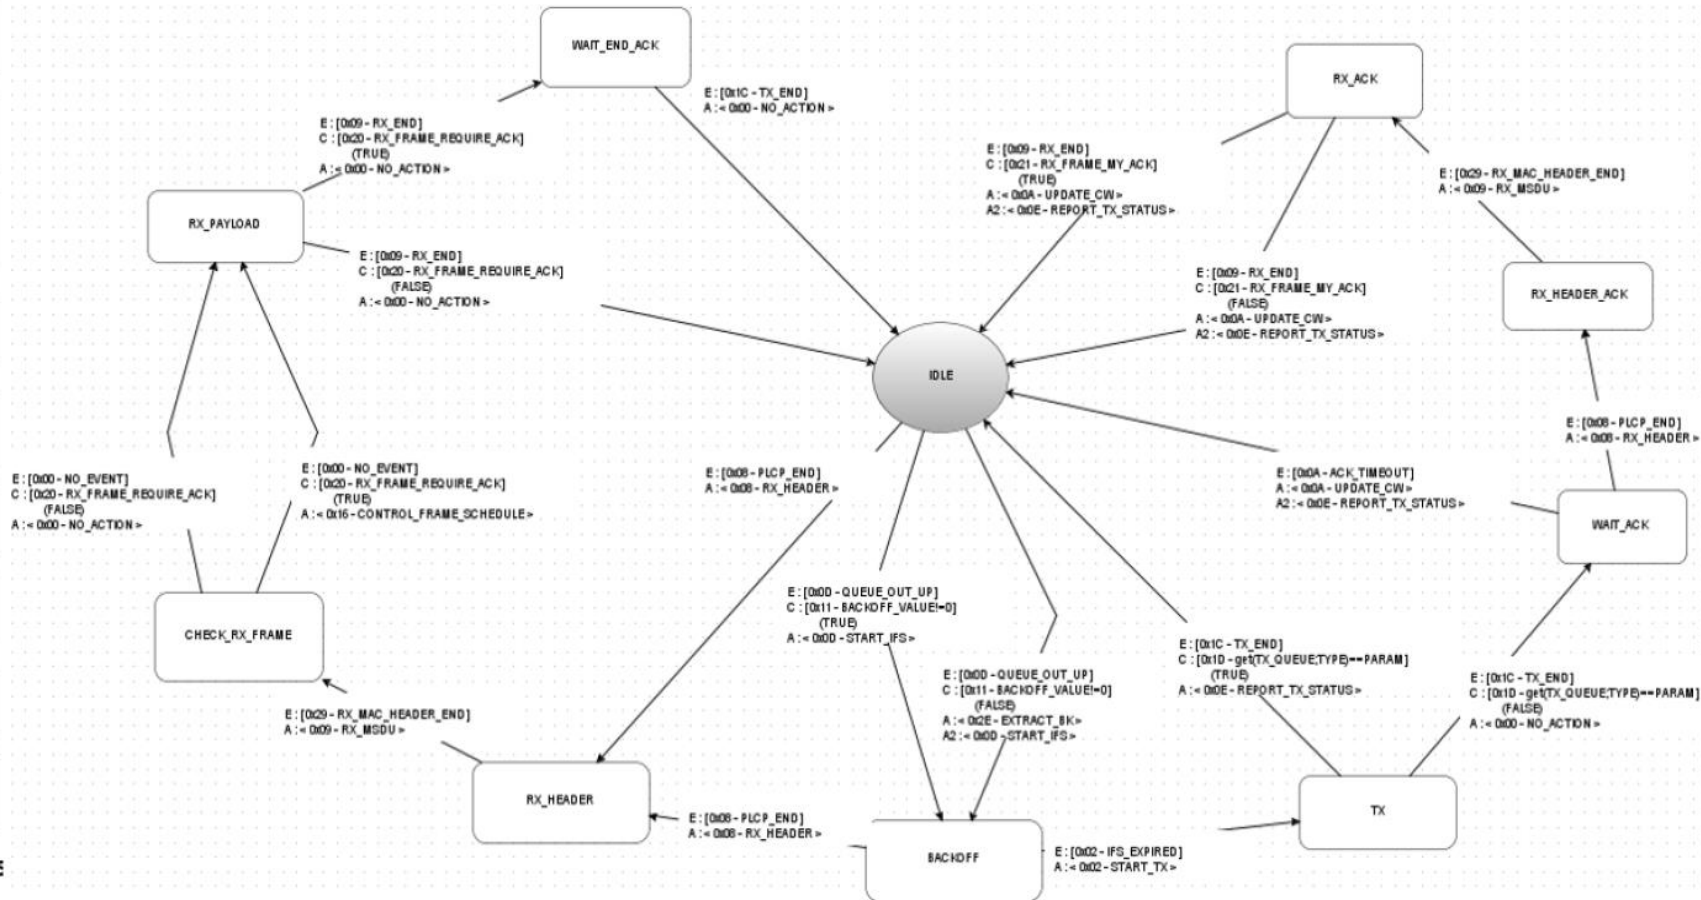 WAIT_END_ACK
E:[0x1C - TX_END]
A:< 0x00 - NO_ACTION >
RX_ACK
E:[0x09 - RX_END]
C:[0x20 - RX_FRAME_REQUIRE_ACK]
(TRUE)
A:< 0x00 - NO_ACTION >
E:[0x09 - RX_END]
C:[0x21 - RX_FRAME_MY_ACK]
(TRUE)
A:< 0x0A - UPDATE_CW >
A2:< 0x0E - REPORT_TX_STATUS >
E:[0x29 - RX_MAC_HEADER_END]
A:< 0x09 - RX_MSDU >
RX_PAYLOAD
E:[0x09 - RX_END]
C:[0x20 - RX_FRAME_REQUIRE_ACK]
(FALSE)
A:< 0x00 - NO_ACTION >
E:[0x09 - RX_END]
C:[0x21 - RX_FRAME_MY_ACK]
(FALSE)
A:< 0x0A - UPDATE_CW >
A2:< 0x0E - REPORT_TX_STATUS >
RX_HEADER_ACK
IDLE
E:[0x08 - PLCP_END]
A:< 0x08 - RX_HEADER >
E:[0x00 - NO_EVENT]
C:[0x20 - RX_FRAME_REQUIRE_ACK]
(FALSE)
A:< 0x00 - NO_ACTION >
E:[0x00 - NO_EVENT]
C:[0x20 - RX_FRAME_REQUIRE_ACK]
(TRUE)
A:< 0x16 - CONTROL_FRAME_SCHEDULE >
E:[0x08 - PLCP_END]
A:< 0x08 - RX_HEADER >
E:[0x0A - ACK_TIMEOUT]
A:< 0x0A - UPDATE_CW >
A2:< 0x0E - REPORT_TX_STATUS >
WAIT_ACK
E:[0x0D - QUEUE_OUT_UP]
C:[0x11 - BACKOFF_VALUE!=0]
(TRUE)
A:< 0x0D - START_IFS >
CHECK_RX_FRAME
E:[0x0D - QUEUE_OUT_UP]
C:[0x11 - BACKOFF_VALUE!=0]
(FALSE)
A:< 0x2E - EXTRACT_BK >
A2:< 0x0D - START_IFS >
E:[0x1C - TX_END]
C:[0x1D - get(TX_QUEUE;TYPE)==PARAM]
(TRUE)
A:< 0x0E - REPORT_TX_STATUS >
E:[0x1C - TX_END]
C:[0x1D - get(TX_QUEUE;TYPE)==PARAM]
(FALSE)
A:< 0x00 - NO_ACTION >
E:[0x29 - RX_MAC_HEADER_END]
A:< 0x09 - RX_MSDU >
RX_HEADER
E:[0x08 - PLCP_END]
A:< 0x08 - RX_HEADER >
BACKOFF
E:[0x02 - IFS_EXPIRED]
A:< 0x02 - START_TX >
TX